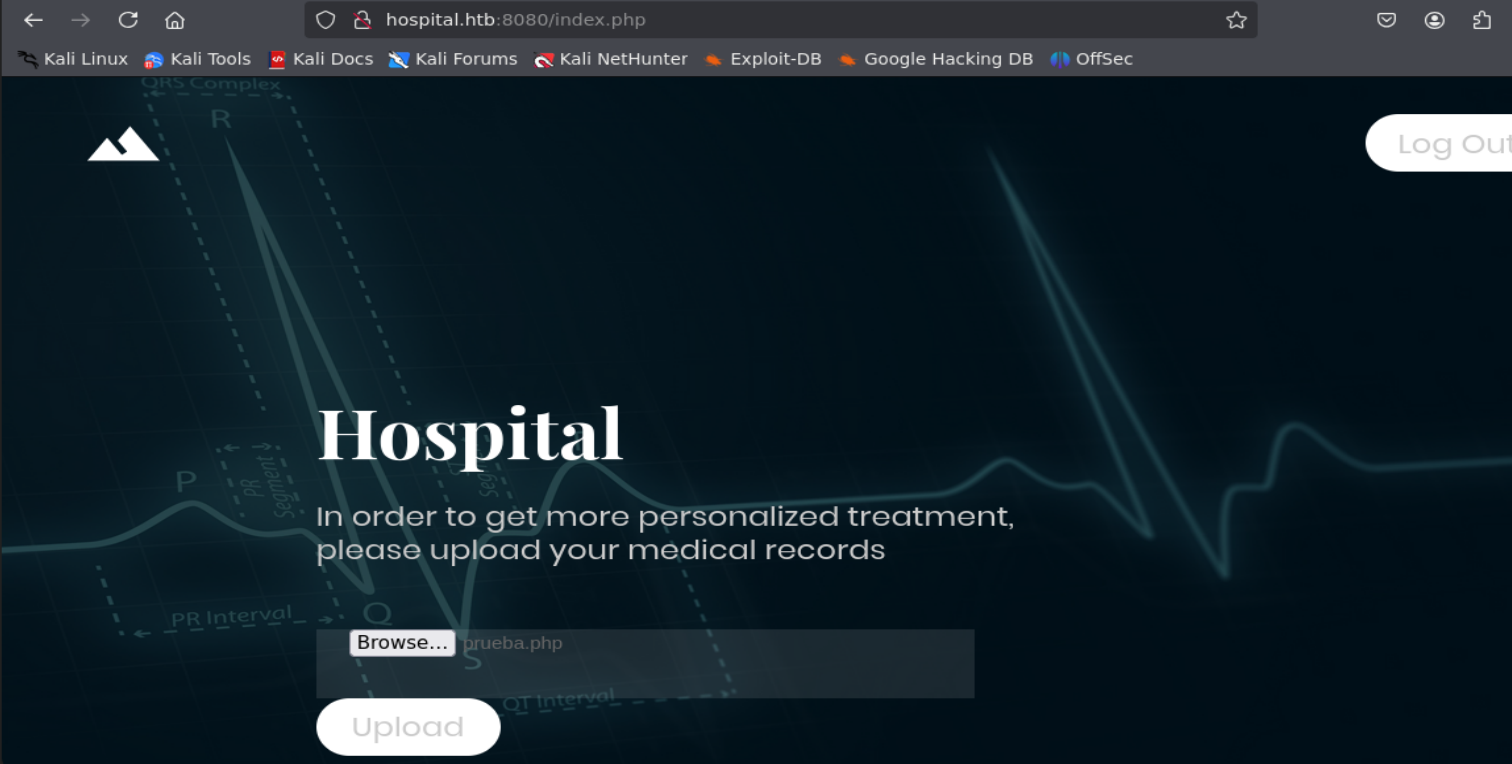 hospital.htb:8080/index.php
Kali Linux Kali Tools Kali Docs Kali Forums Kali NetHunter Exploit-DB Google Hacking DB OffSec
QRS Complex
R
Log Out
Hospital
P
PR
Segment
In order to get more personalized treatment,
please upload your medical records
PR Interval
Q
Browse... prueba.php
S
QT Interval
Upload